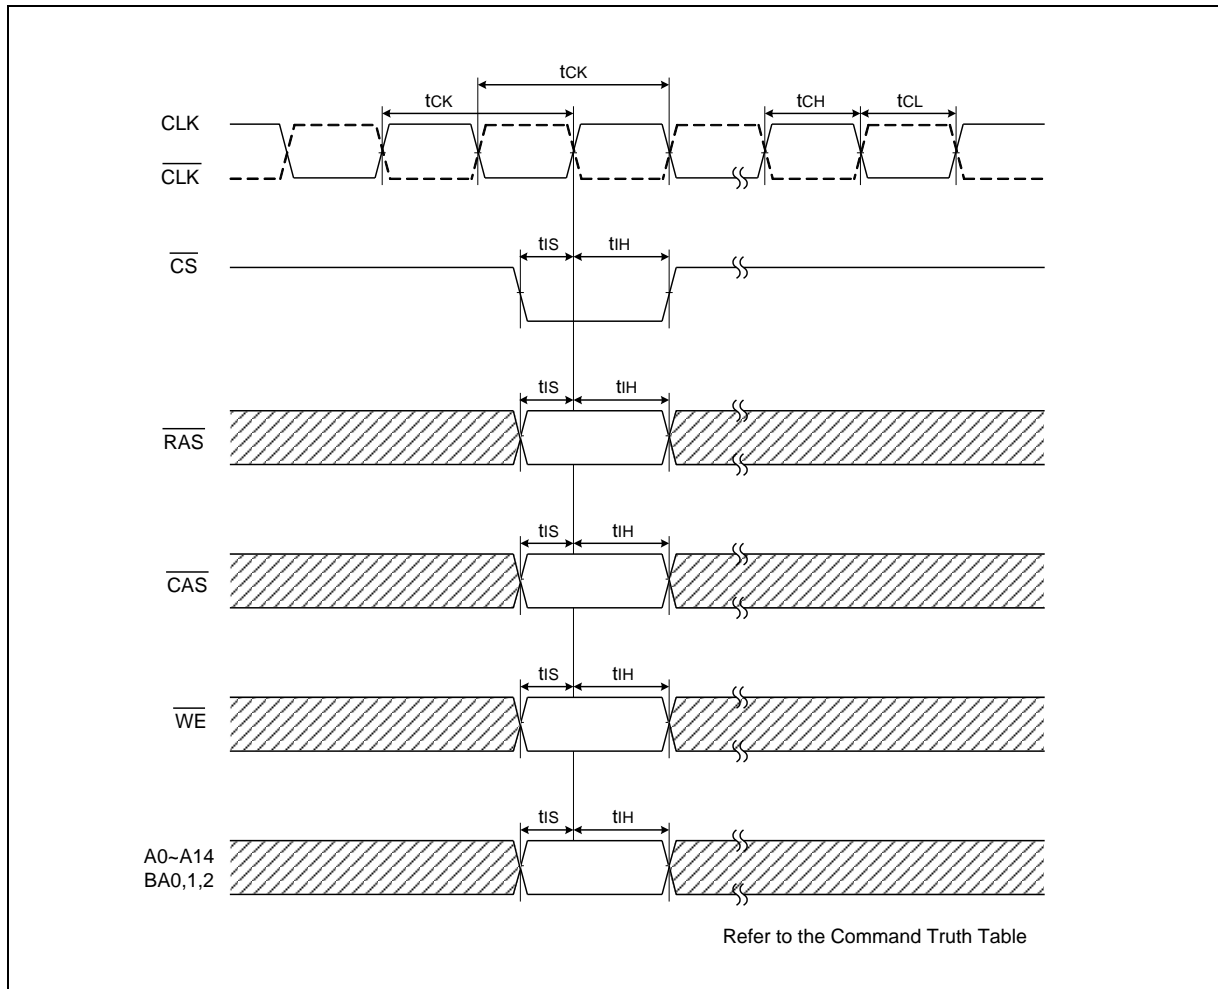 tCK
tCK
tCH
tCL
CLK
CLK
tIS
tIH
CS
tIS
tIH
RAS
tIS
tIH
CAS
tIS
tIH
WE
tIS
tIH
A0~A14
BA0,1,2
Refer to the Command Truth Table